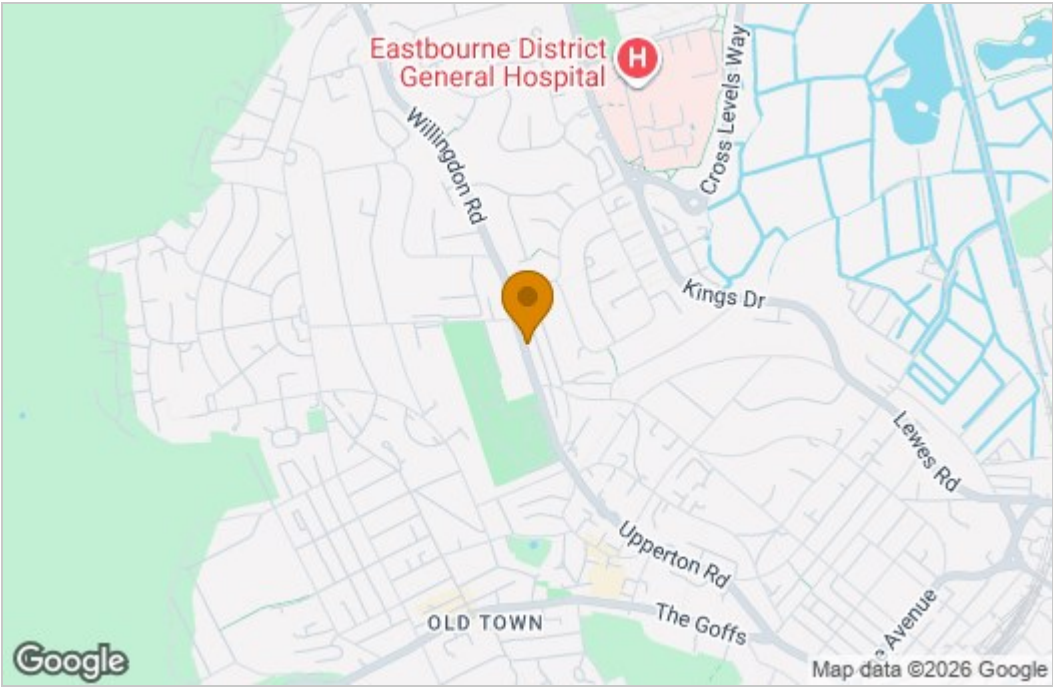 Eastbourne District
General Hospital
H
Cross Levels Way
Willingdon Rd
Kings Dr
Lewes Rd
Upperton Rd
The Goffs
OLD TOWN
e Avenue
Google
Map data ©2026 Google